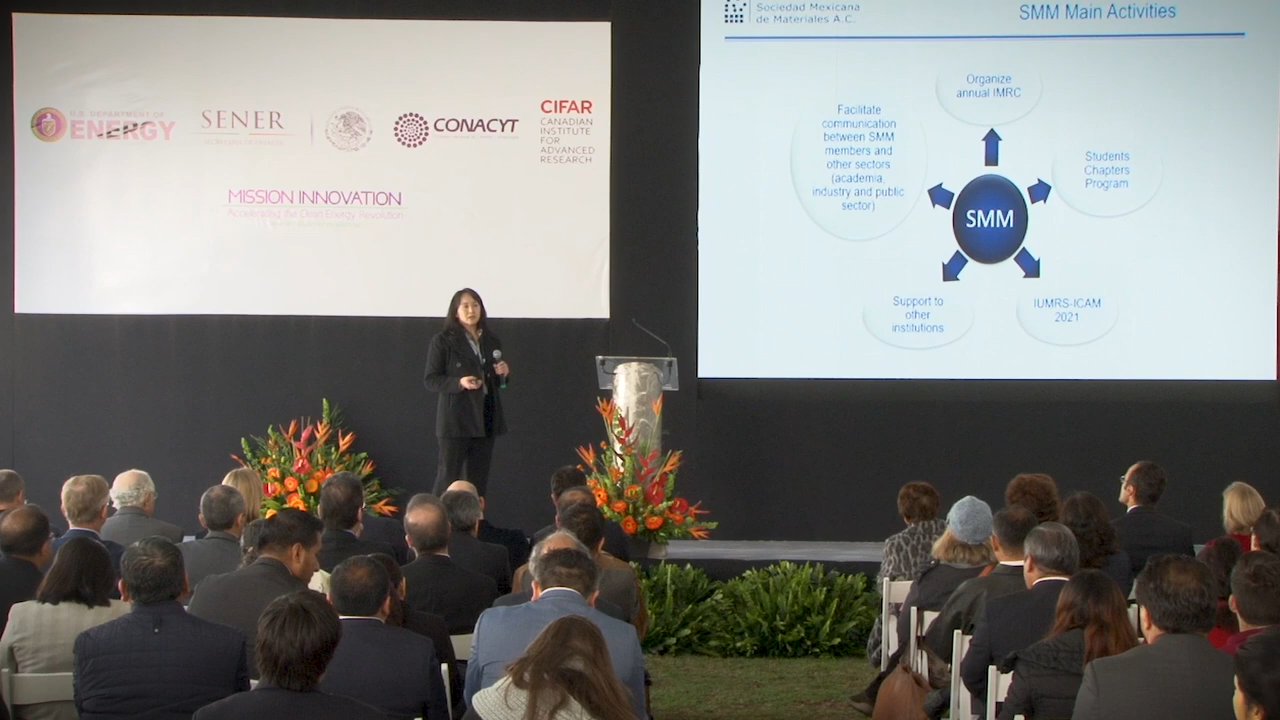 U.S. DEPARTMENT OF
ENERGY
SENER
CONACYT
CIFAR
CANADIAN
INSTITUTE
FOR
ADVANCED
RESEARCH
MISSION INNOVATION
Accelerating the Clean Energy Revolution
Sociedad Mexicana
de Materiales A.C.
SMM Main Activities
Organize
annual IMRC
Facilitate
communication
between SMM
members and
other sectors
(academia,
industry and public
sector)
Students
Chapters
Program
SMM
Support to
other
institutions
IUMRS-ICAM
2021